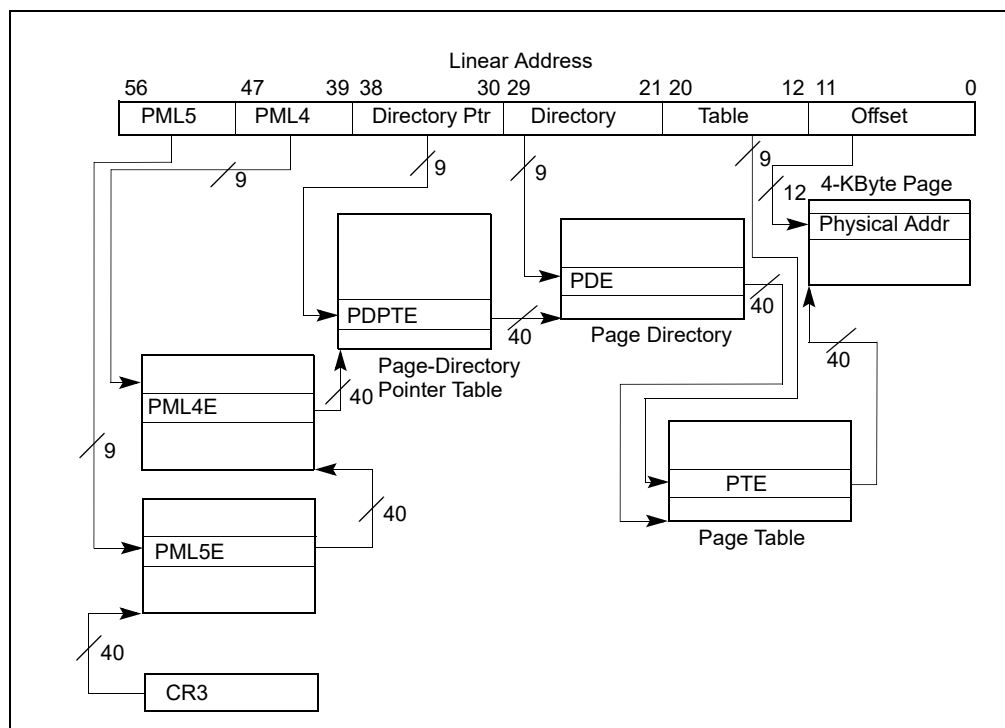 Linear Address
56 47 39 38 30 29 21 20 12 11 0
PML5 PML4 Directory Ptr Directory Table Offset
9 9 9 9 12
4-KByte Page
Physical Addr
PDPTE
40
Page-Directory
Pointer Table
PDE
40
Page Directory
40
PML4E
40
9
PTE
Page Table
PML5E
40
40
CR3